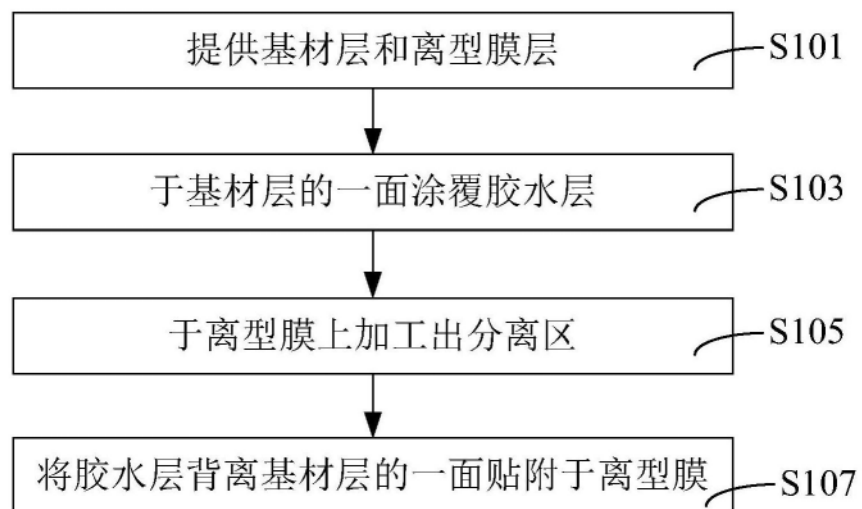 提供基材层和离型膜层
S101
于基材层的一面涂覆胶水层
S103
于离型膜上加工出分离区
S105
将胶水层背离基材层的一面贴附于离型膜
S107